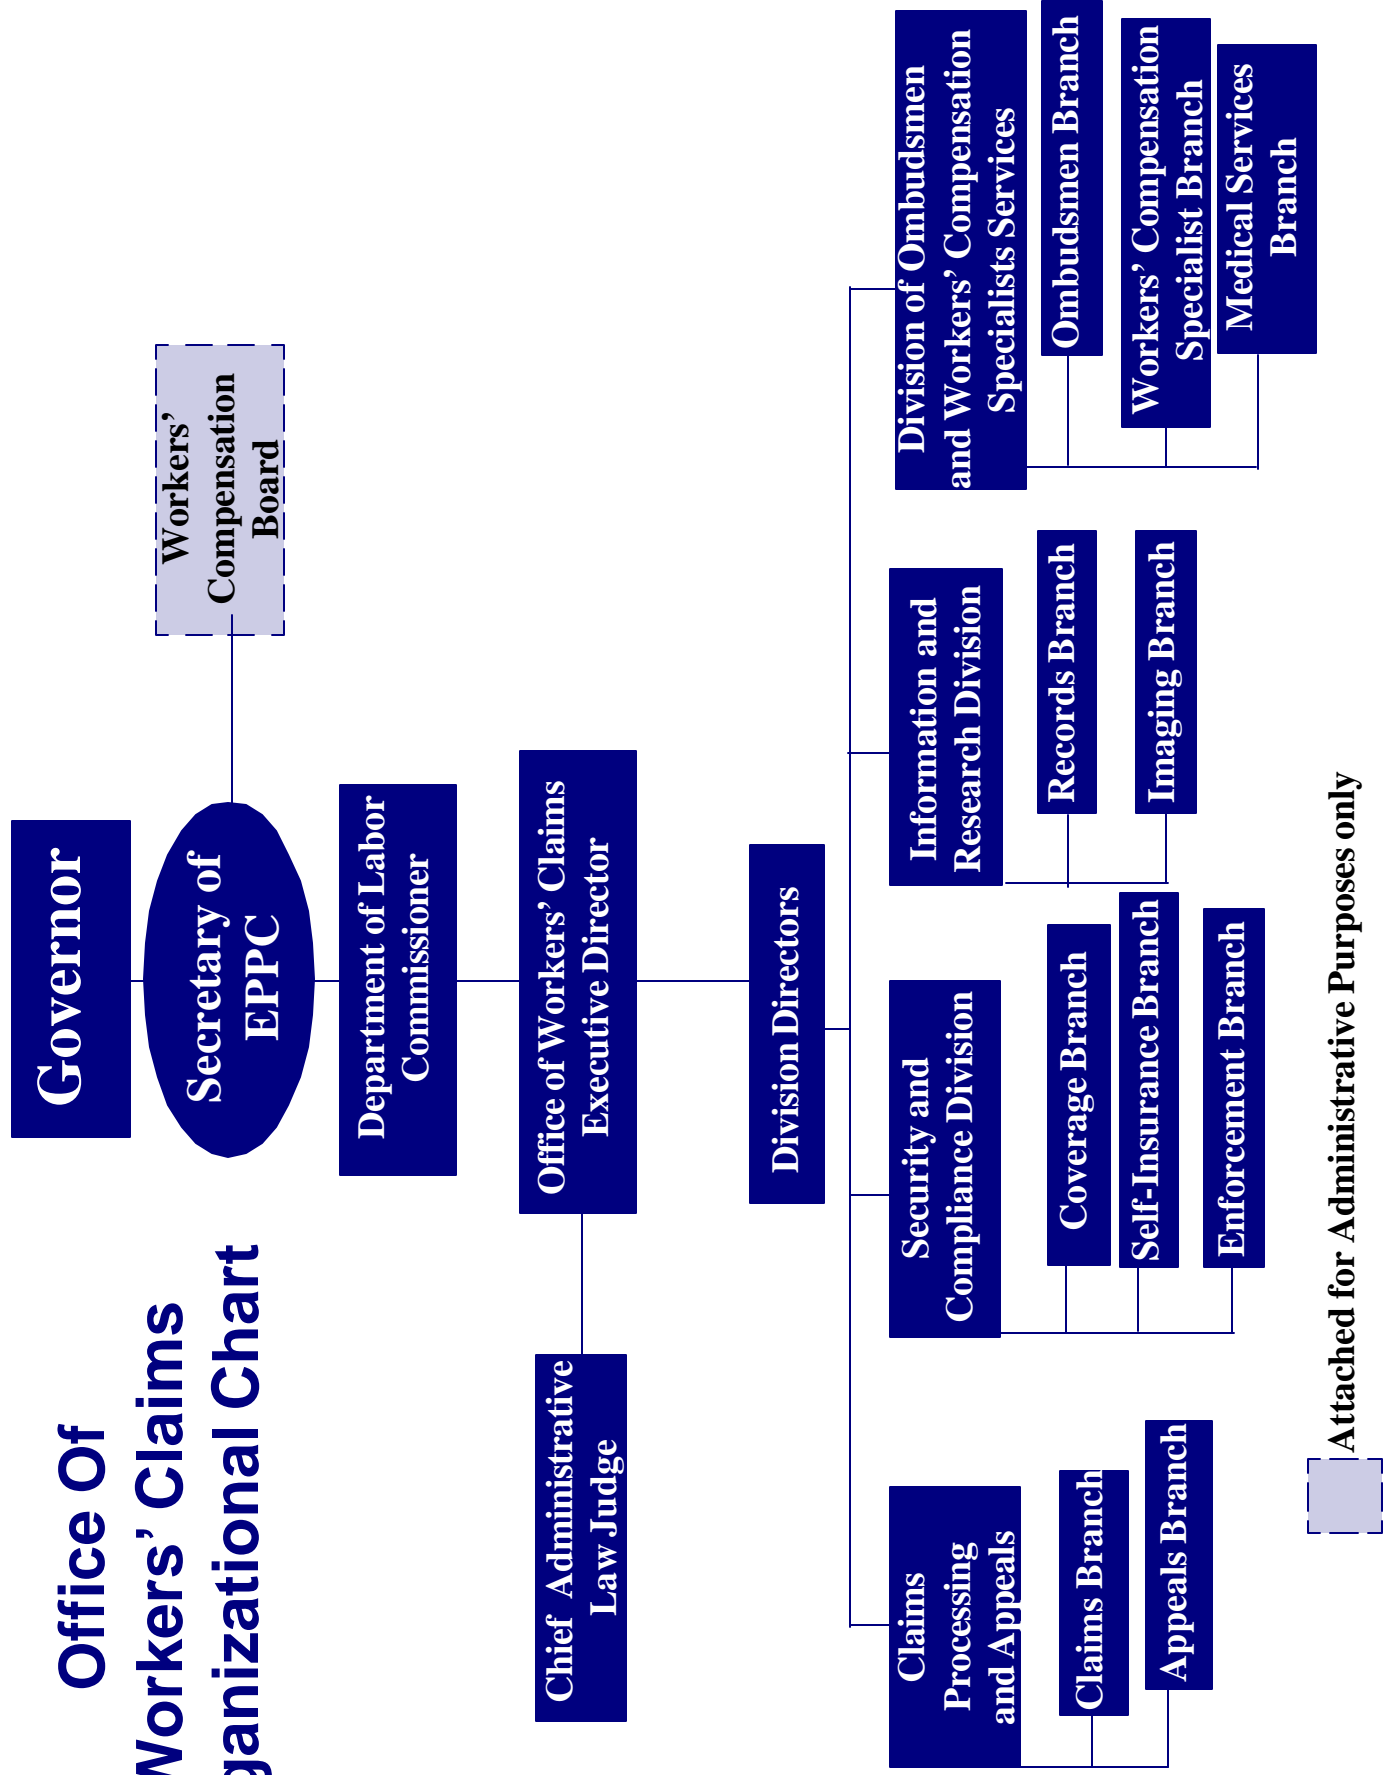 Office Of
Workers’ Claims
ganizational Chart
Governor
Secretary of
EPPC
Workers’
Compensation
Board
Department of Labor
Commissioner
Office of Workers’ Claims
Executive Director
Chief Administrative
Law Judge
Division Directors
Claims
Processing
and Appeals
Claims Branch
Appeals Branch
Security and
Compliance Division
Coverage Branch
Self-Insurance Branch
Enforcement Branch
Information and
Research Division
Records Branch
Imaging Branch
Division of Ombudsmen
and Workers’ Compensation
Specialists Services
Ombudsmen Branch
Workers’ Compensation
Specialist Branch
Medical Services
Branch
Attached for Administrative Purposes only